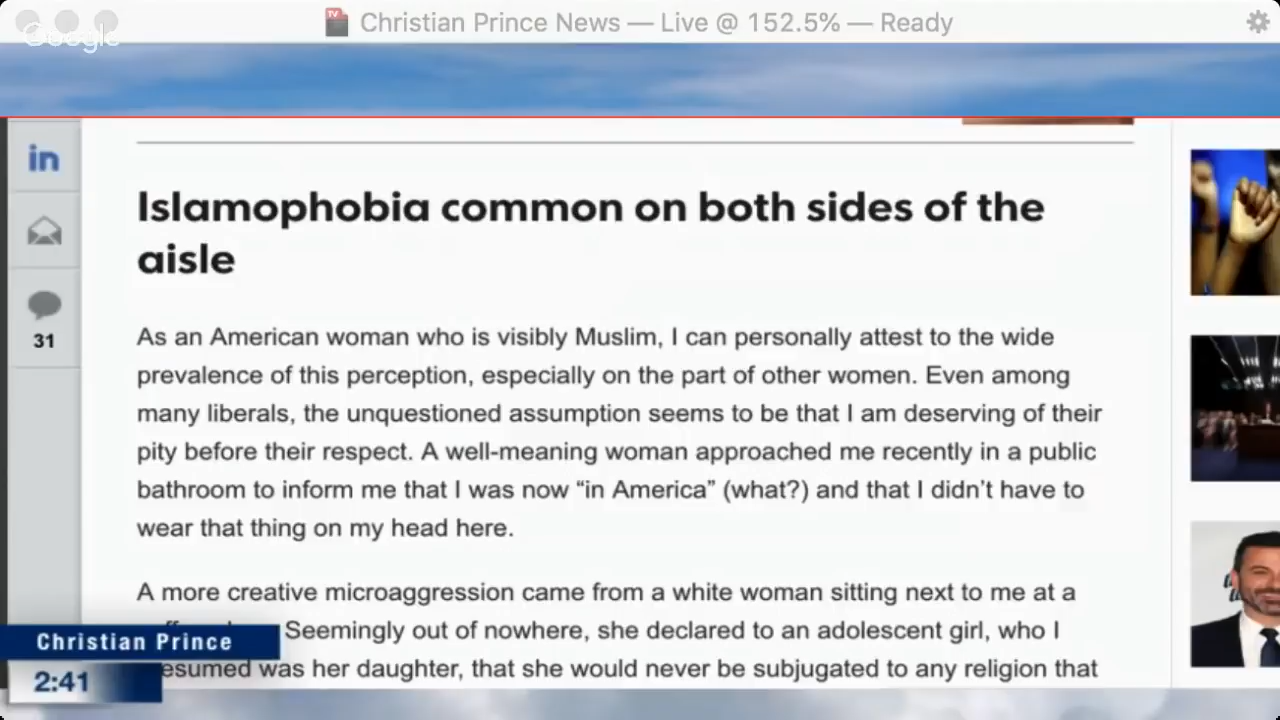 Christian Prince News — Live @ 152.5% — Ready
Google
in
31
Islamophobia common on both sides of the
aisle
As an American woman who is visibly Muslim, I can personally attest to the wide
prevalence of this perception, especially on the part of other women. Even among
many liberals, the unquestioned assumption seems to be that I am deserving of their
pity before their respect. A well-meaning woman approached me recently in a public
bathroom to inform me that I was now “in America” (what?) and that I didn’t have to
wear that thing on my head here.
A more creative microaggression came from a white woman sitting next to me at a
Seemingly out of nowhere, she declared to an adolescent girl, who I
esumed was her daughter, that she would never be subjugated to any religion that
Christian Prince
2:41